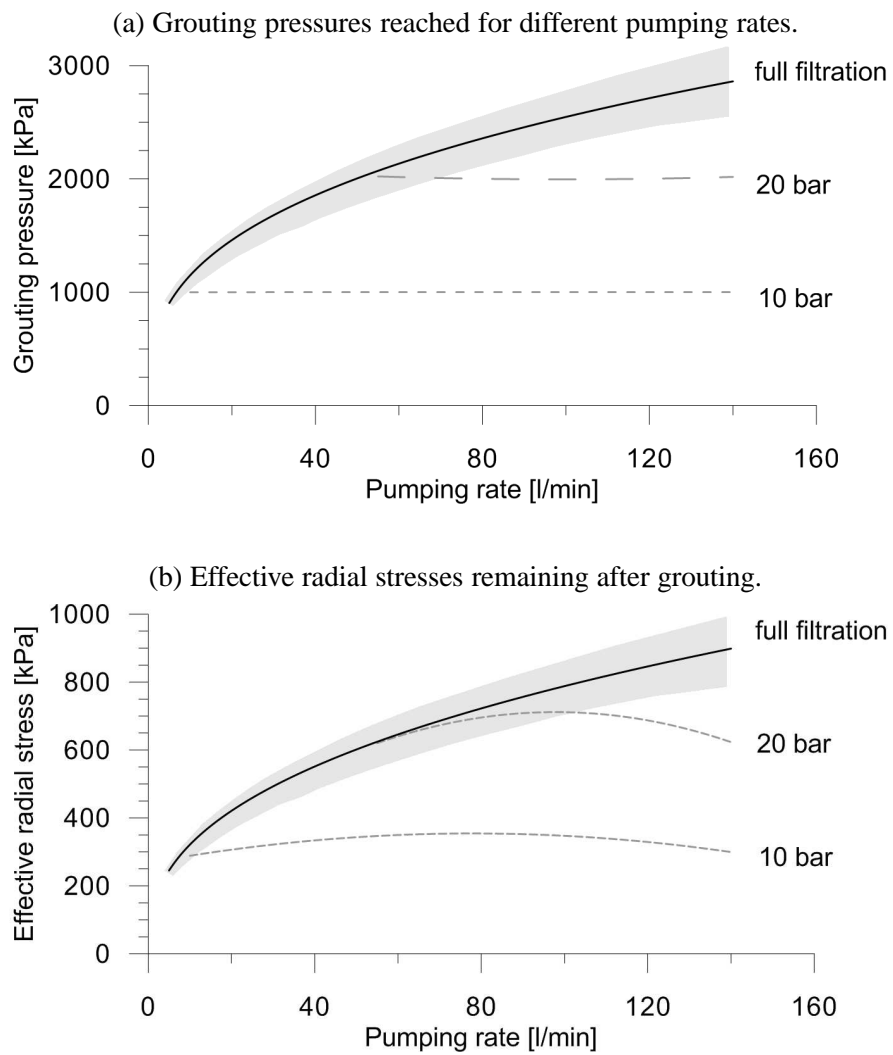 (a) Grouting pressures reached for different pumping rates.
3000
full filtration
2000
20 bar
1000
10 bar
0
Grouting pressure [kPa]
0 40 80 120 160
Pumping rate [l/min]
(b) Effective radial stresses remaining after grouting.
1000
full filtration
800
600
20 bar
400
10 bar
200
0
Effective radial stress [kPa]
0 40 80 120 160
Pumping rate [l/min]